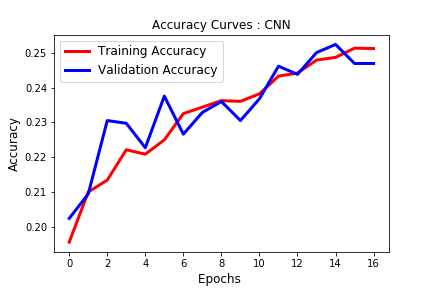 Accuracy Curves : CNN
Training Accuracy
Validation Accuracy
Accuracy
0.25
0.24
0.23
0.22
0.21
0.20
0 2 4 6 8 10 12 14 16
Epochs